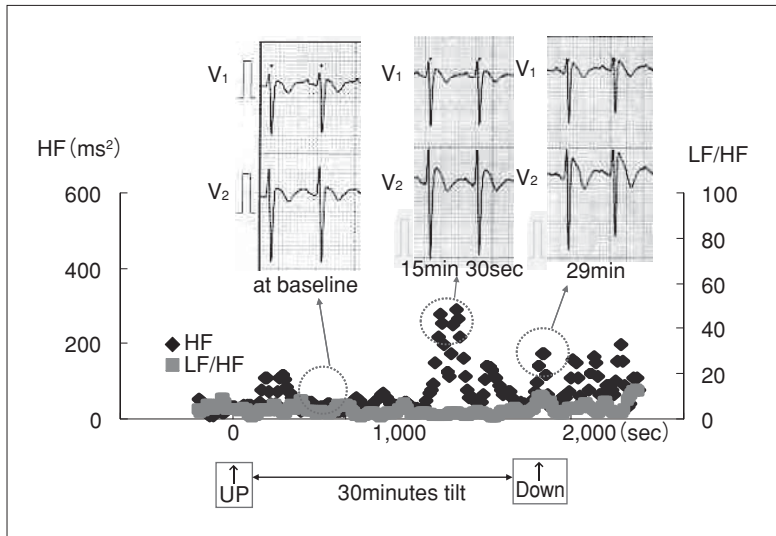 V1
V1
V1
HF (ms²)
LF/HF
V2
V2
V2
600
100
80
at baseline
15min 30sec
29min
400
60
HF
LF/HF
40
200
20
0
0
0
1,000
2,000 (sec)
UP
30minutes tilt
Down